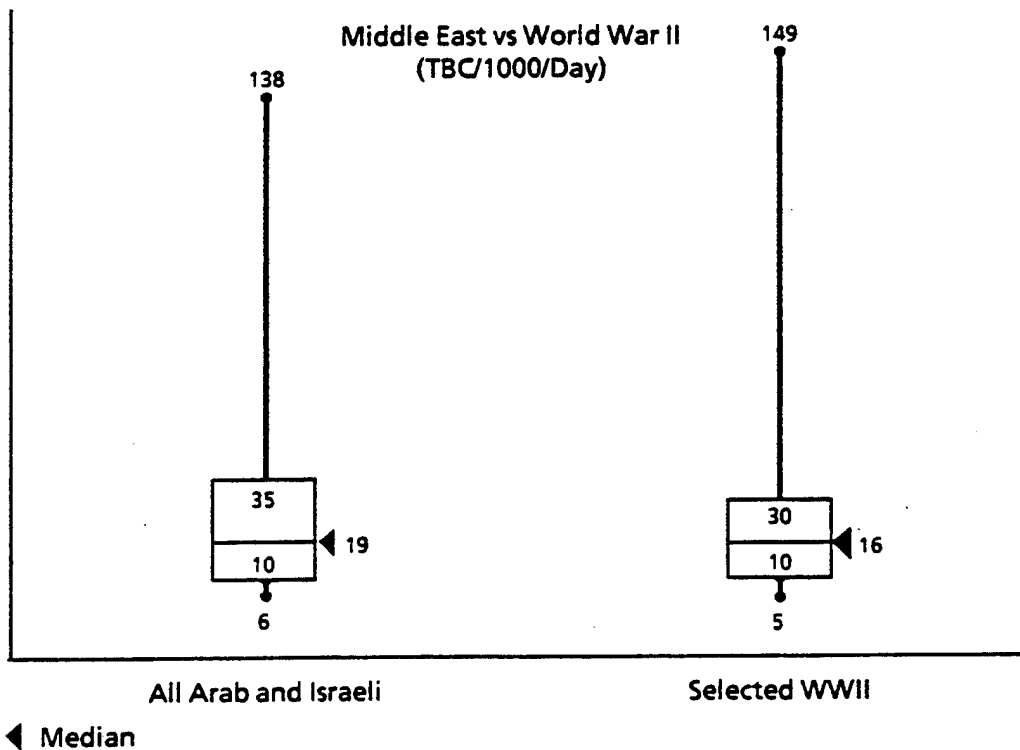 Middle East vs World War II
(TBC/1000/Day)
138
149
35
19
10
6
30
16
10
5
All Arab and Israeli
Selected WWII
Median